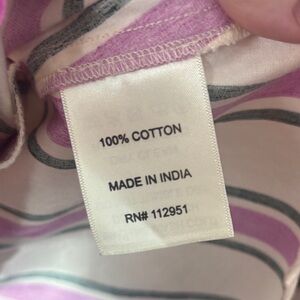 100% COTTON
MADE IN INDIA
RN# 112951